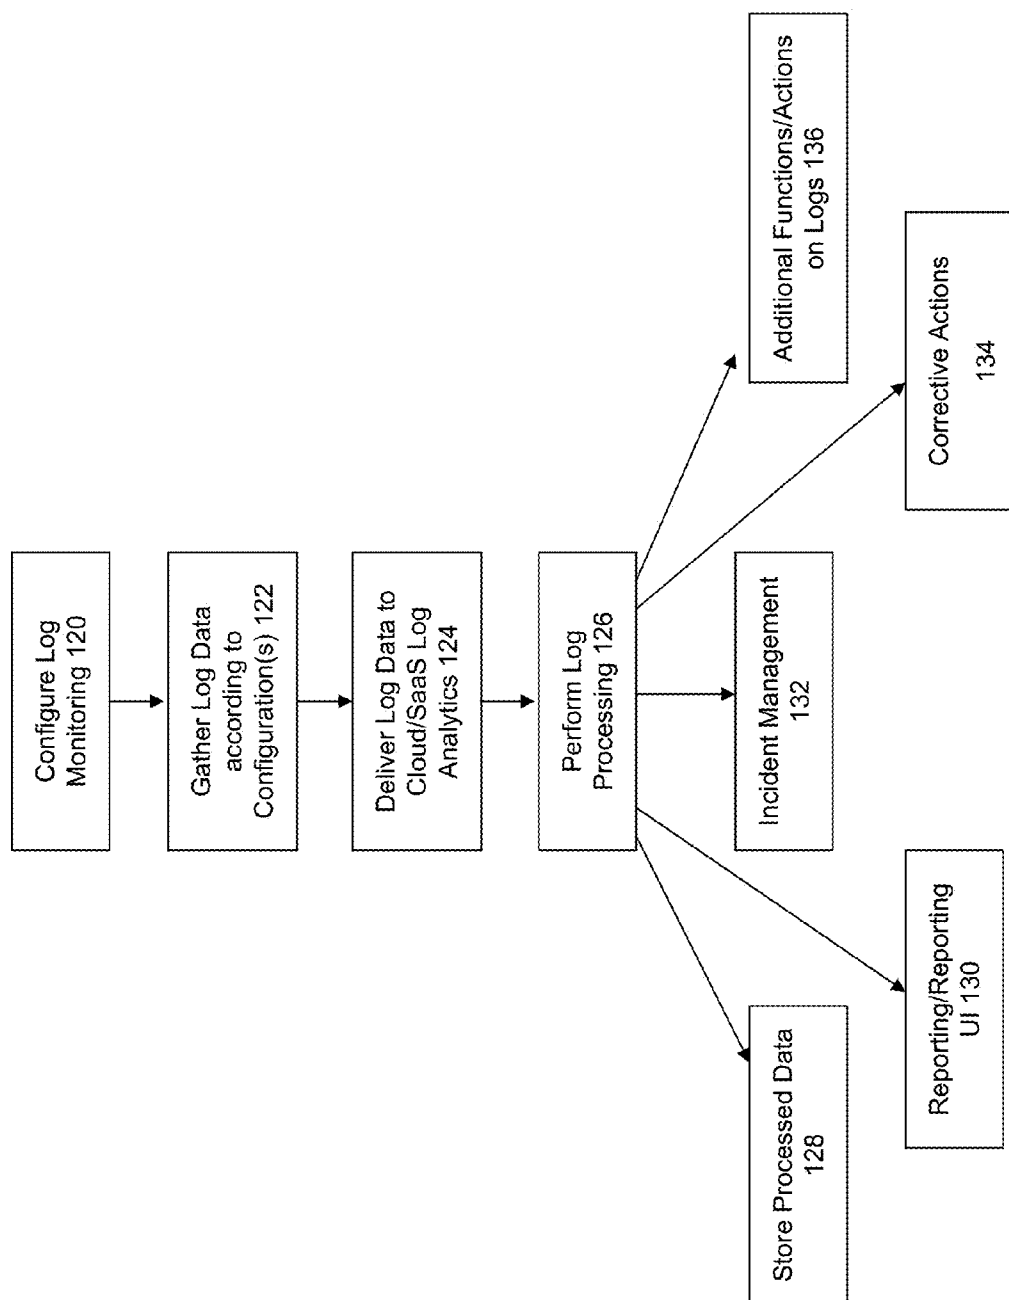 Configure Log
Monitoring 120
Gather Log Data
according to
Configuration(s) 122
Deliver Log Data to
Cloud/SaaS Log
Analytics 124
Perform Log
Processing 126
Store Processed Data
128
Reporting/Reporting
UI 130
Incident Management
132
Corrective Actions
134
Additional Functions/Actions
on Logs 136